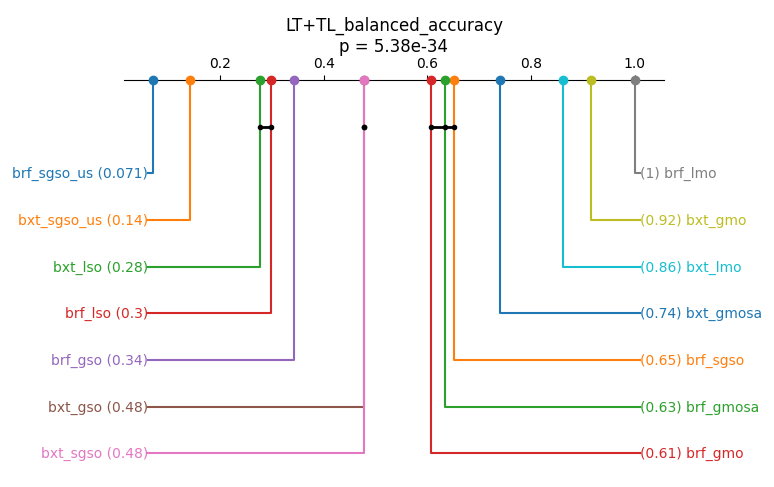 LT+TL_balanced_accuracy
p = 5.38e-34
0.2 0.4 0.6 0.8 1.0
brf_sgso_us (0.071) (1) brf_lmo
bxt_sgso_us (0.14) (0.92) bxt_gmo
bxt_lso (0.28) (0.86) bxt_lmo
brf_lso (0.3) (0.74) bxt_gmosa
brf_gso (0.34) (0.65) brf_sgso
bxt_gso (0.48) (0.63) brf_gmosa
bxt_sgso (0.48) (0.61) brf_gmo